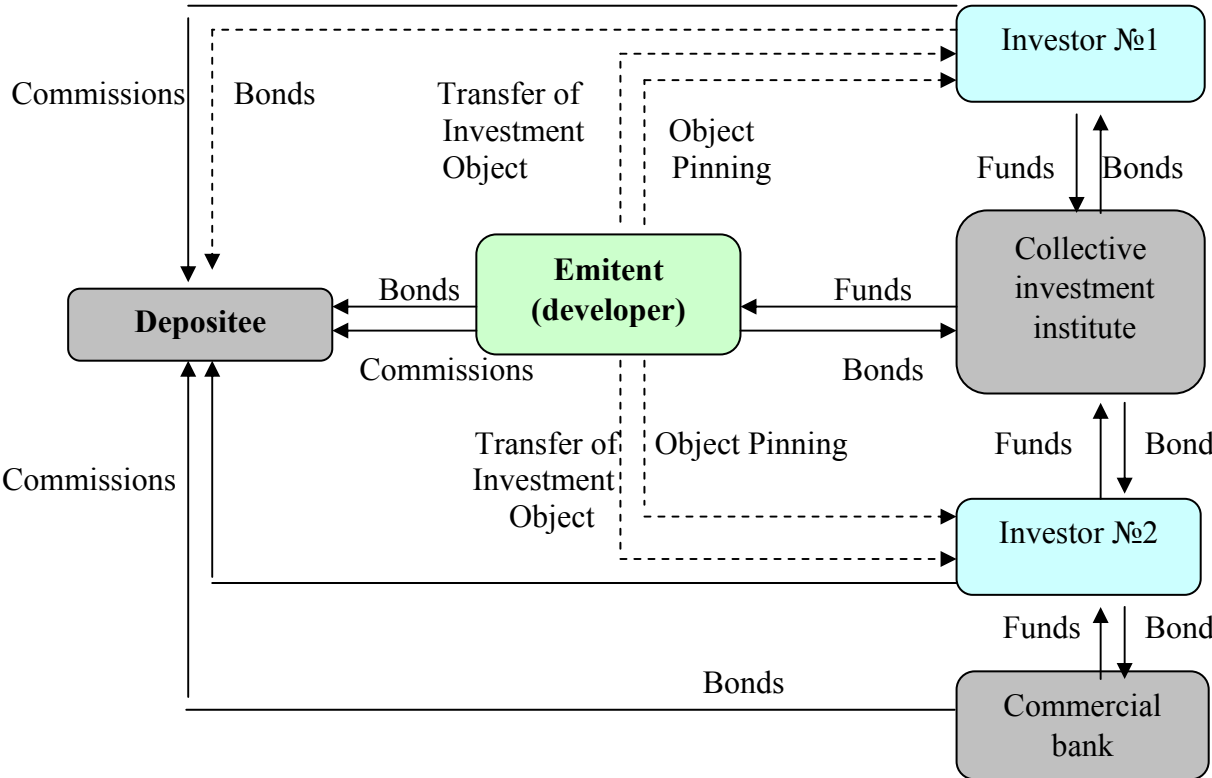 Investor №1
Commissions
Bonds
Transfer of
Investment
Object
Object
Pinning
Funds
Bonds
Collective
investment
institute
Emitent
(developer)
Bonds
Funds
Depositee
Commissions
Bonds
Transfer of
Investment
Object
Object Pinning
Funds
Bond
Commissions
Investor №2
Funds
Bond
Bonds
Commercial
bank